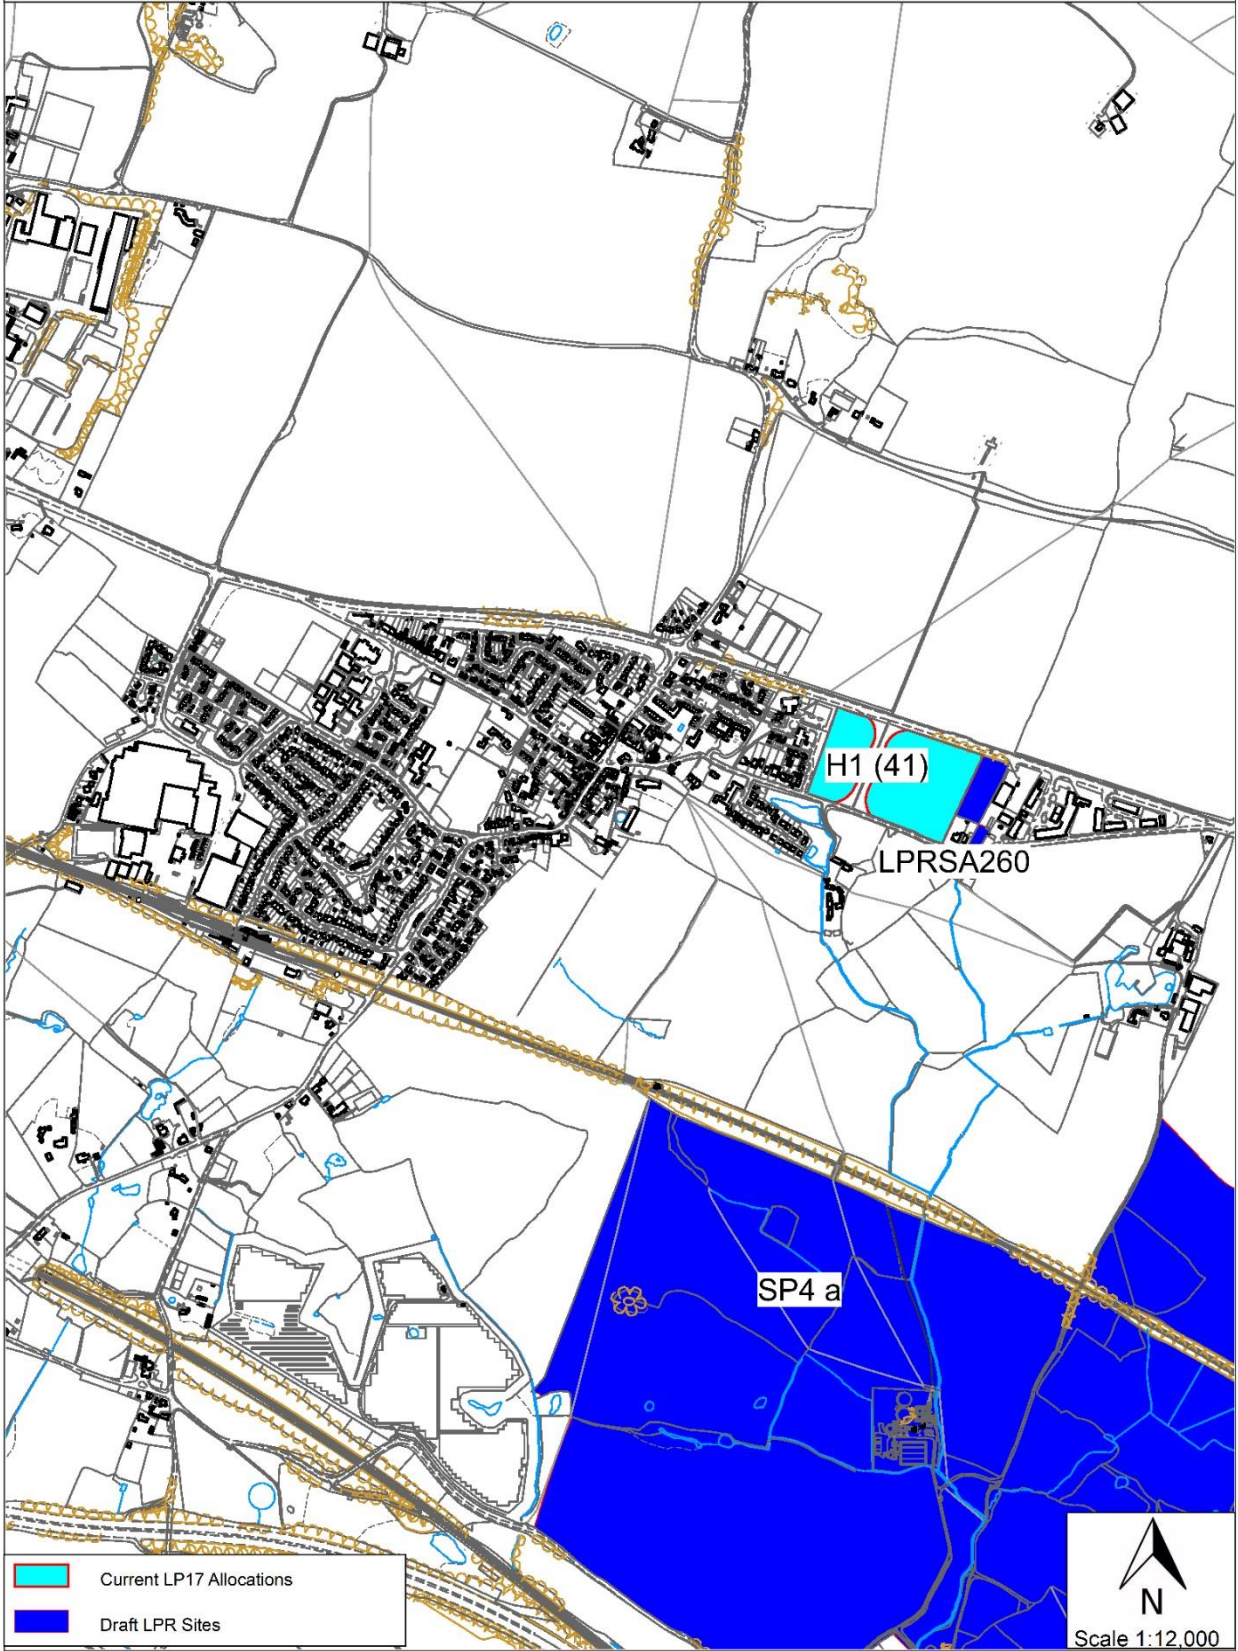 H1 (41)
LPRSA260
SP4 a
Current LP17 Allocations
Draft LPR Sites
N
Scale 1:12,000